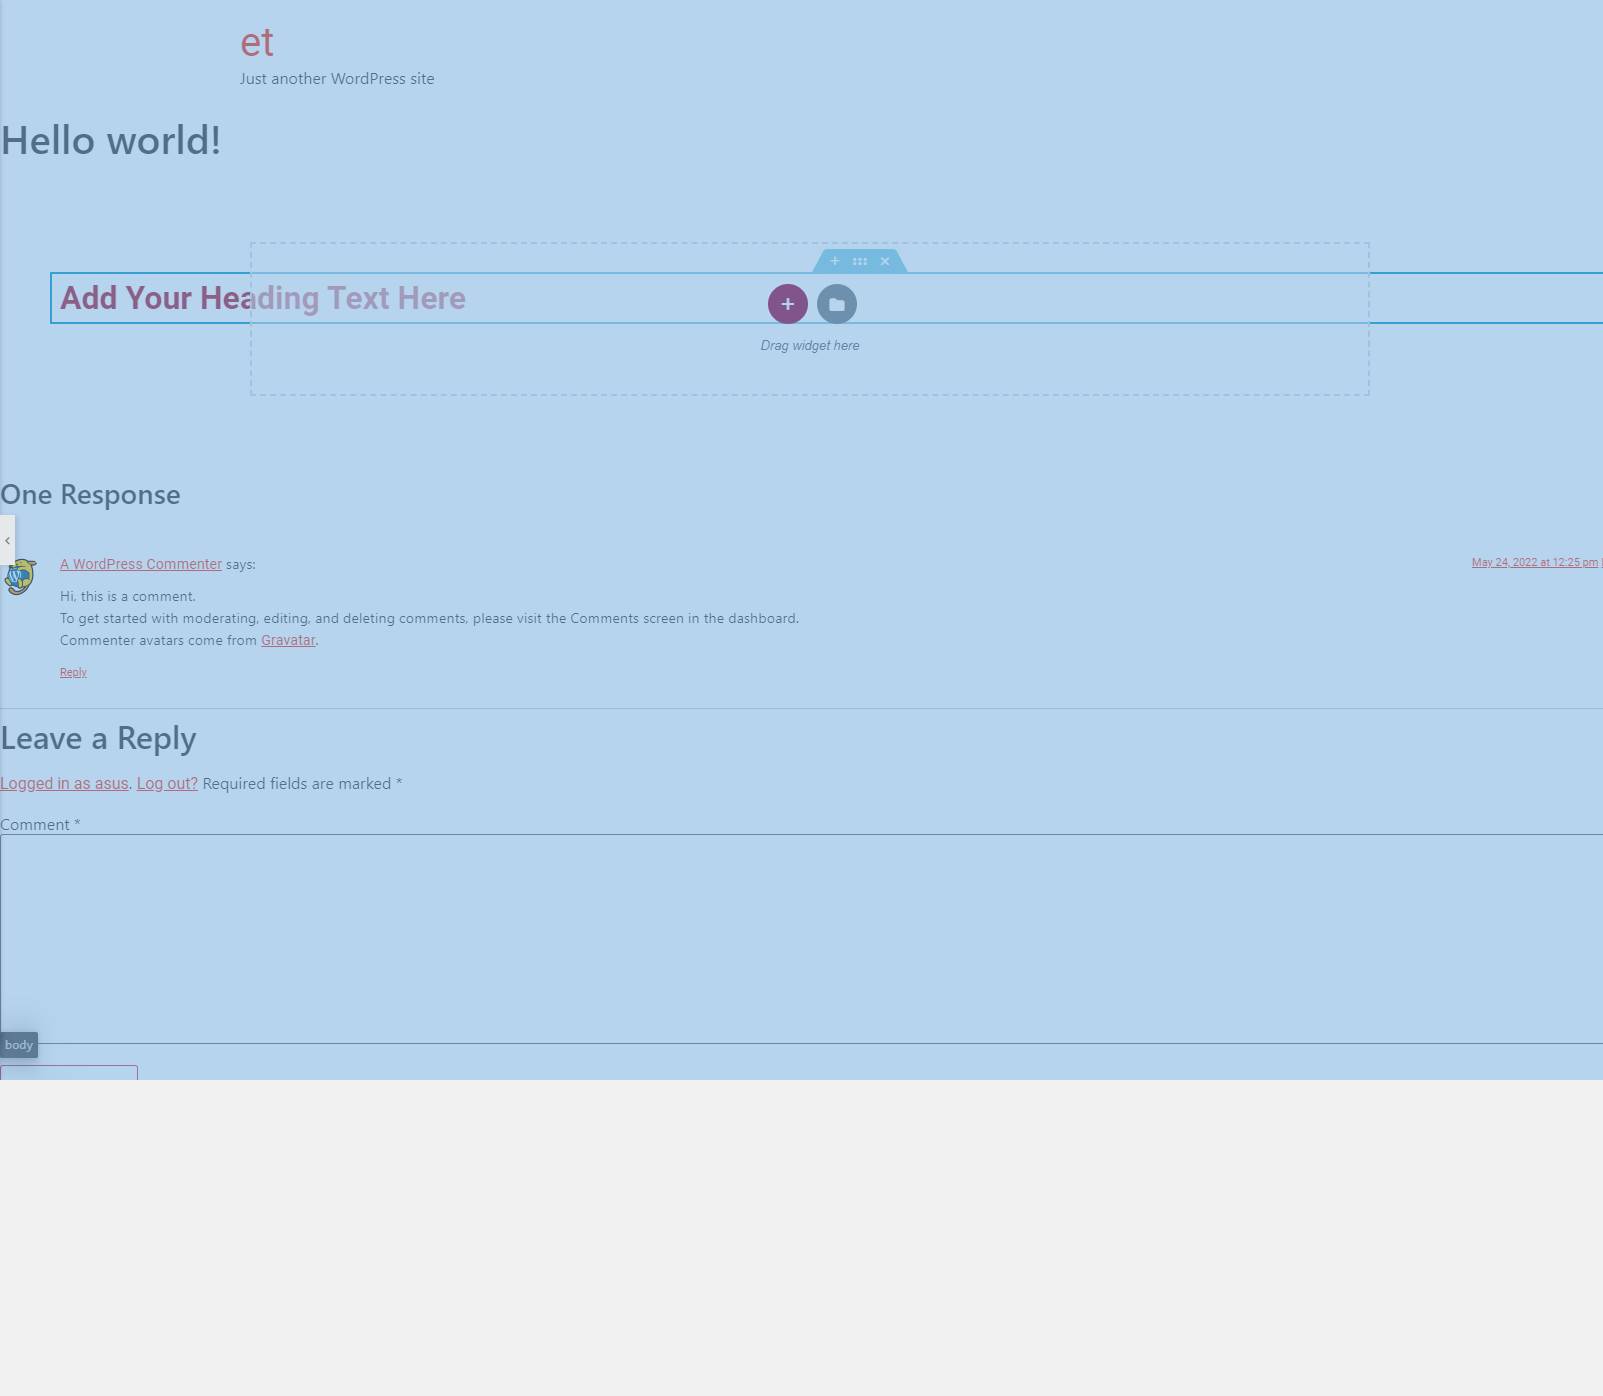 et
Just another WordPress site
Hello world!
Add Your Heading Text Here
Drag widget here
One Response
A WordPress Commenter says:
May 24, 2022 at 12:25 pm
Hi, this is a comment.
To get started with moderating, editing, and deleting comments, please visit the Comments screen in the dashboard.
Commenter avatars come from Gravatar.
Reply
Leave a Reply
Logged in as asus. Log out? Required fields are marked *
Comment *
body